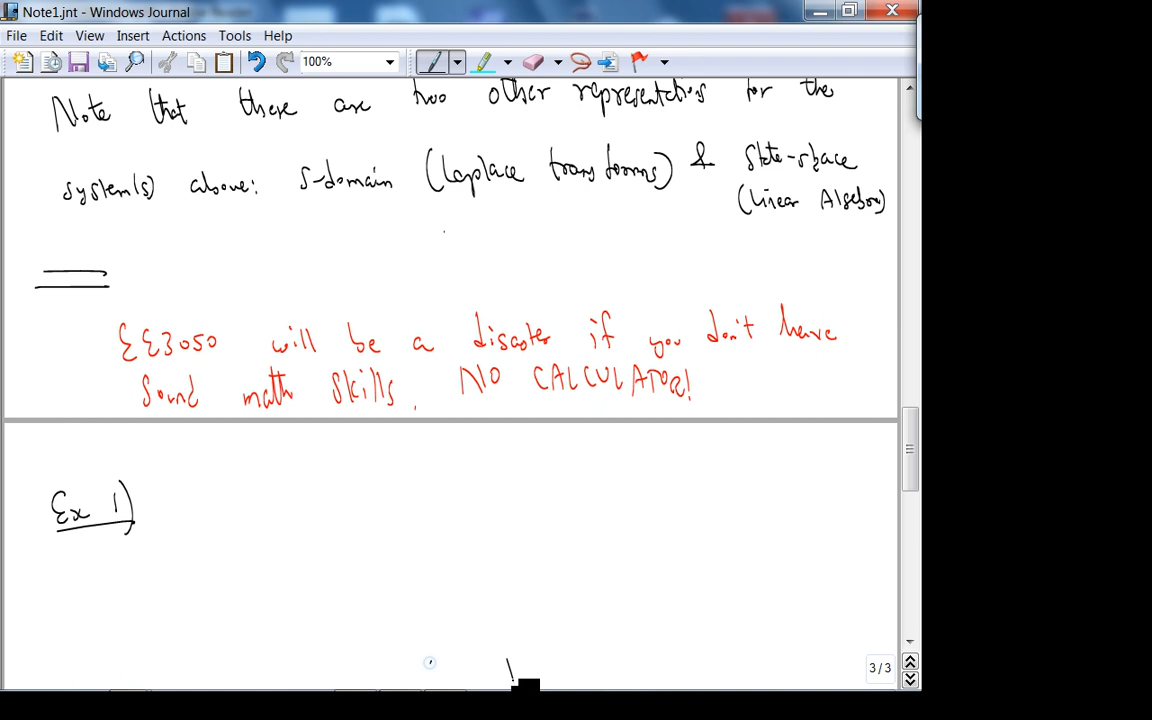 Note1.jnt - Windows Journal
File Edit View Insert Actions Tools Help
100%
Note that there are two other representations for the
system(s) above: s-domain (Laplace transforms) & state-space
(Linear Algebra)
EE3050 will be a disaster if you don't have
sound math skills. NO CALCULATOR!
Ex 1)
3/3